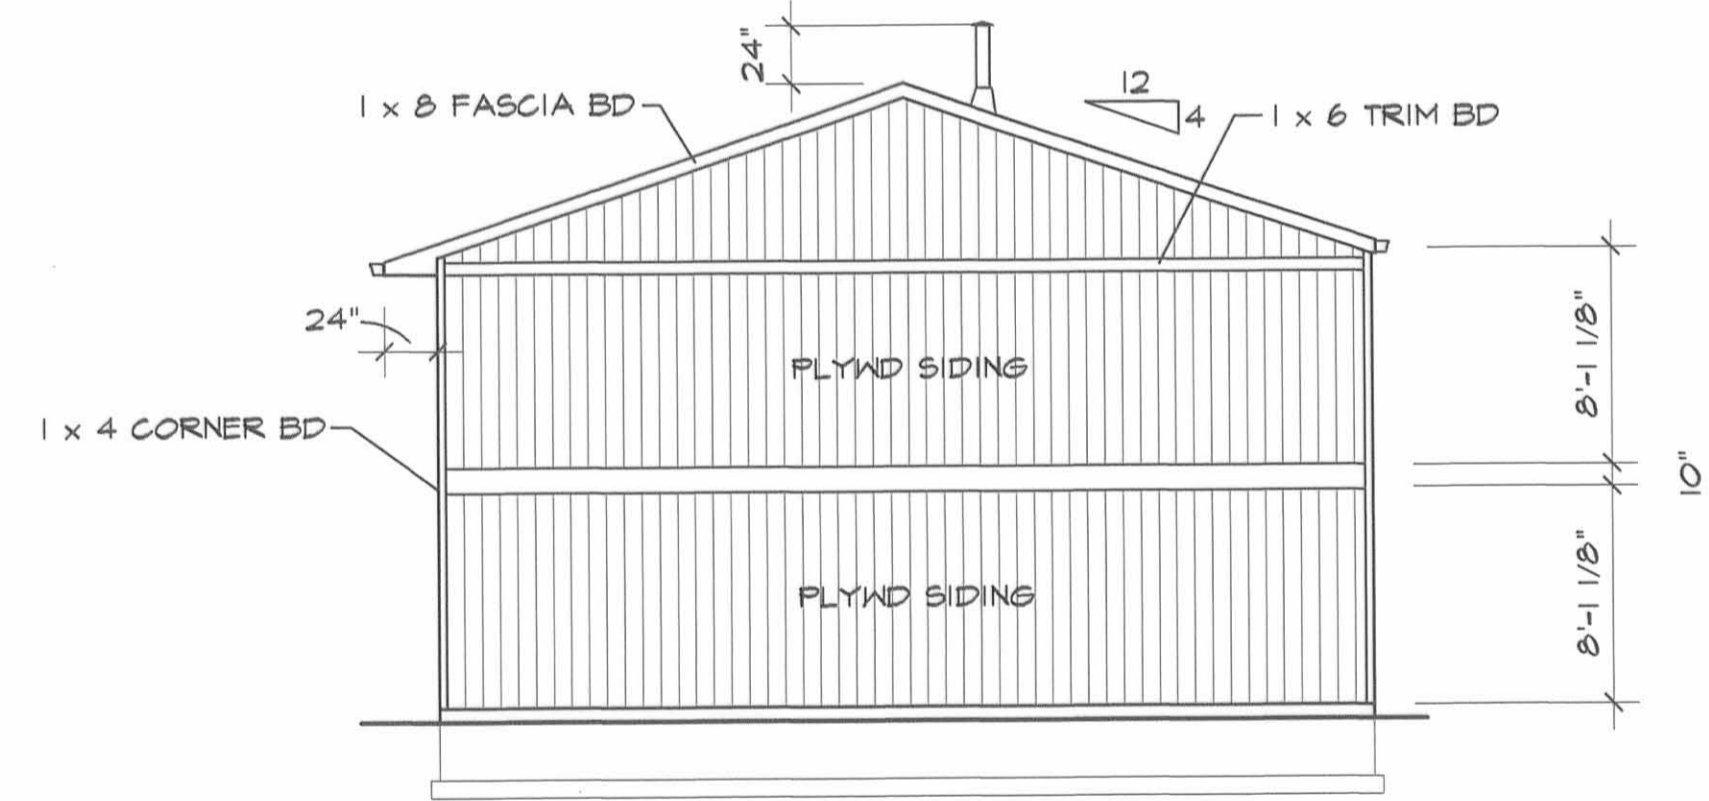 24"
12
4
1 x 8 FASCIA BD
1 x 6 TRIM BD
24"
8'-1 1/8"
PLYWD SIDING
1 x 4 CORNER BD
10"
PLYWD SIDING
8'-1 1/8"